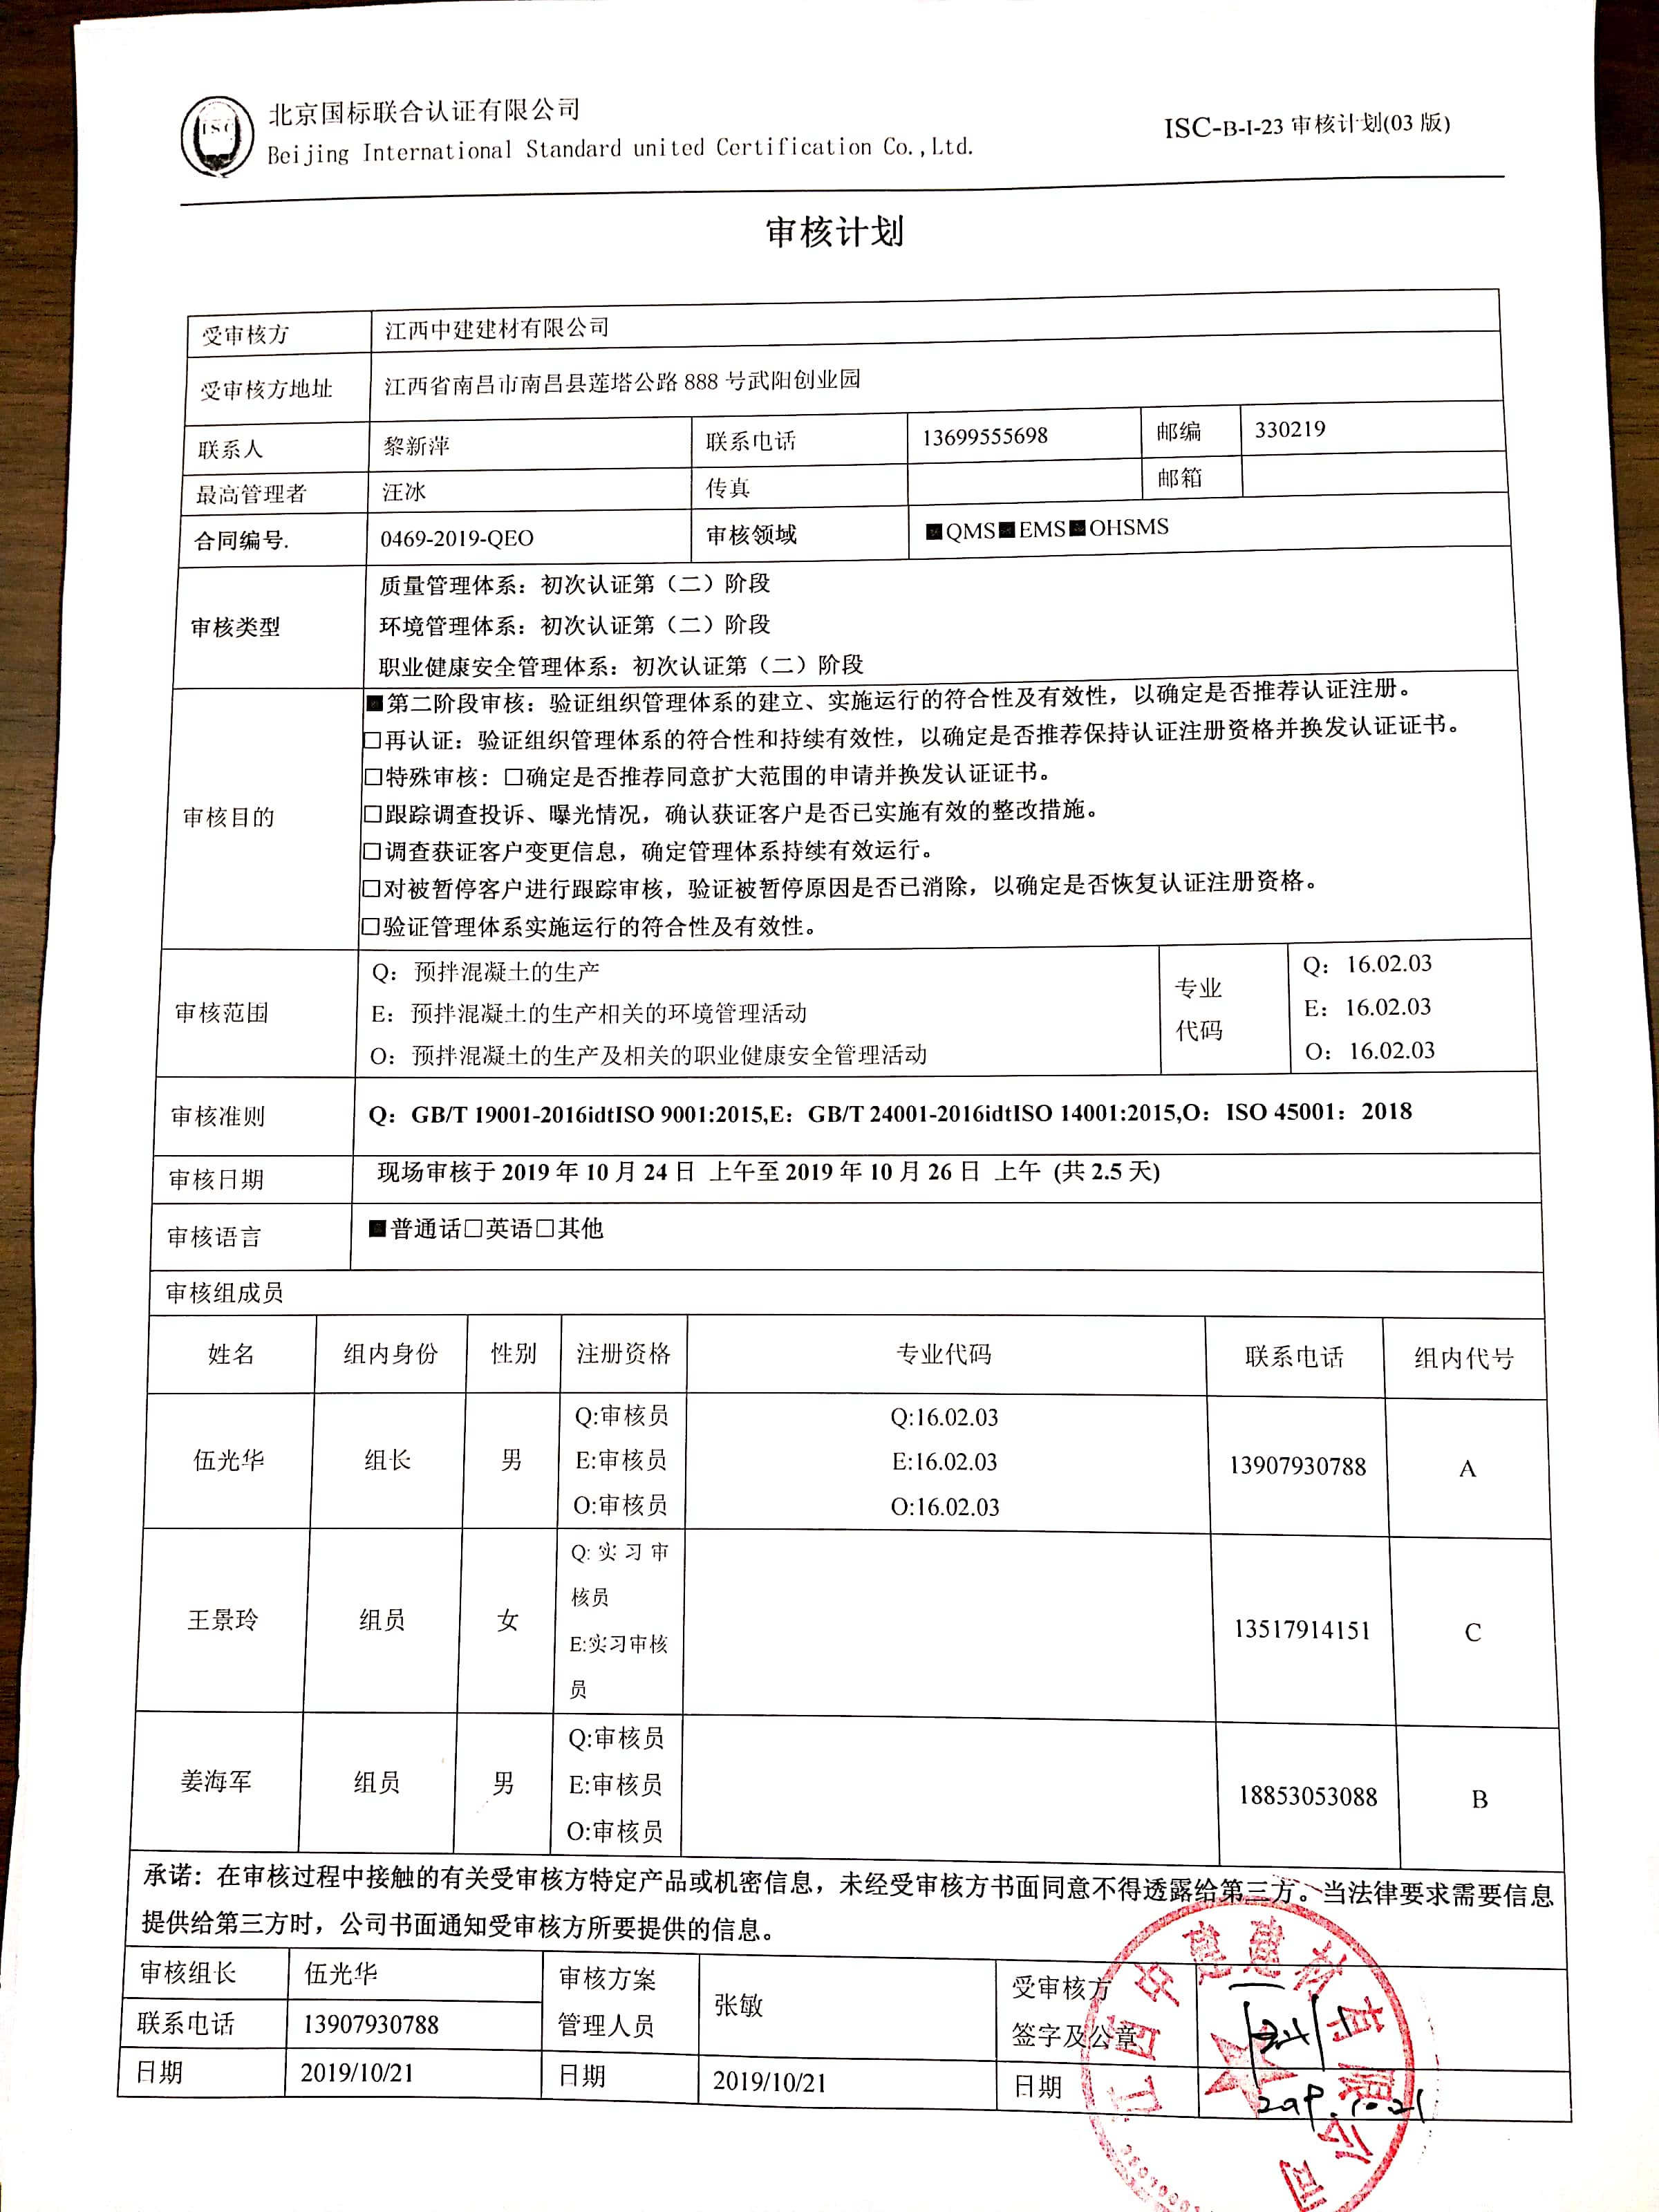 ISC
北京国标联合认证有限公司
Beijing International Standard united Certification Co.,Ltd.
ISC-B-I-23 审核计划(03 版)
审核计划
受审核方 江西中建建材有限公司
受审核方地址 江西省南昌市南昌县莲塔公路 888 号武阳创业园
联系人 黎新萍 联系电话 13699555698 邮编 330219
最高管理者 汪冰 传真 邮箱
合同编号. 0469-2019-QEO 审核领域 ■QMS■EMS■OHSMS
审核类型
质量管理体系：初次认证第（二）阶段
环境管理体系：初次认证第（二）阶段
职业健康安全管理体系：初次认证第（二）阶段
审核目的
■第二阶段审核：验证组织管理体系的建立、实施运行的符合性及有效性，以确定是否推荐认证注册。
□再认证：验证组织管理体系的符合性和持续有效性，以确定是否推荐保持认证注册资格并换发认证证书。
□特殊审核：□确定是否推荐同意扩大范围的申请并换发认证证书。
□跟踪调查投诉、曝光情况，确认获证客户是否已实施有效的整改措施。
□调查获证客户变更信息，确定管理体系持续有效运行。
□对被暂停客户进行跟踪审核，验证被暂停原因是否已消除，以确定是否恢复认证注册资格。
□验证管理体系实施运行的符合性及有效性。
审核范围
Q：预拌混凝土的生产
E：预拌混凝土的生产相关的环境管理活动
O：预拌混凝土的生产及相关的职业健康安全管理活动
专业
代码
Q：16.02.03
E：16.02.03
O：16.02.03
审核准则 Q：GB/T 19001-2016idtISO 9001:2015,E：GB/T 24001-2016idtISO 14001:2015,O：ISO 45001：2018
审核日期 现场审核于 2019 年 10 月 24 日 上午至 2019 年 10 月 26 日 上午 (共 2.5 天)
审核语言 ■普通话□英语□其他
审核组成员
姓名 组内身份 性别 注册资格 专业代码 联系电话 组内代号
伍光华 组长 男
Q:审核员
E:审核员
O:审核员
Q:16.02.03
E:16.02.03
O:16.02.03
13907930788 A
王景玲 组员 女
Q: 实 习 审
核员
E:实习审核
员
13517914151 C
姜海军 组员 男
Q:审核员
E:审核员
O:审核员
18853053088 B
承诺：在审核过程中接触的有关受审核方特定产品或机密信息，未经受审核方书面同意不得透露给第三方。当法律要求需要信息
提供给第三方时，公司书面通知受审核方所要提供的信息。
审核组长 伍光华
联系电话 13907930788
日期 2019/10/21
审核方案
管理人员
张敏
日期 2019/10/21
受审核方
签字及公章
日期 2019.10.21
江西中建建材有限公司